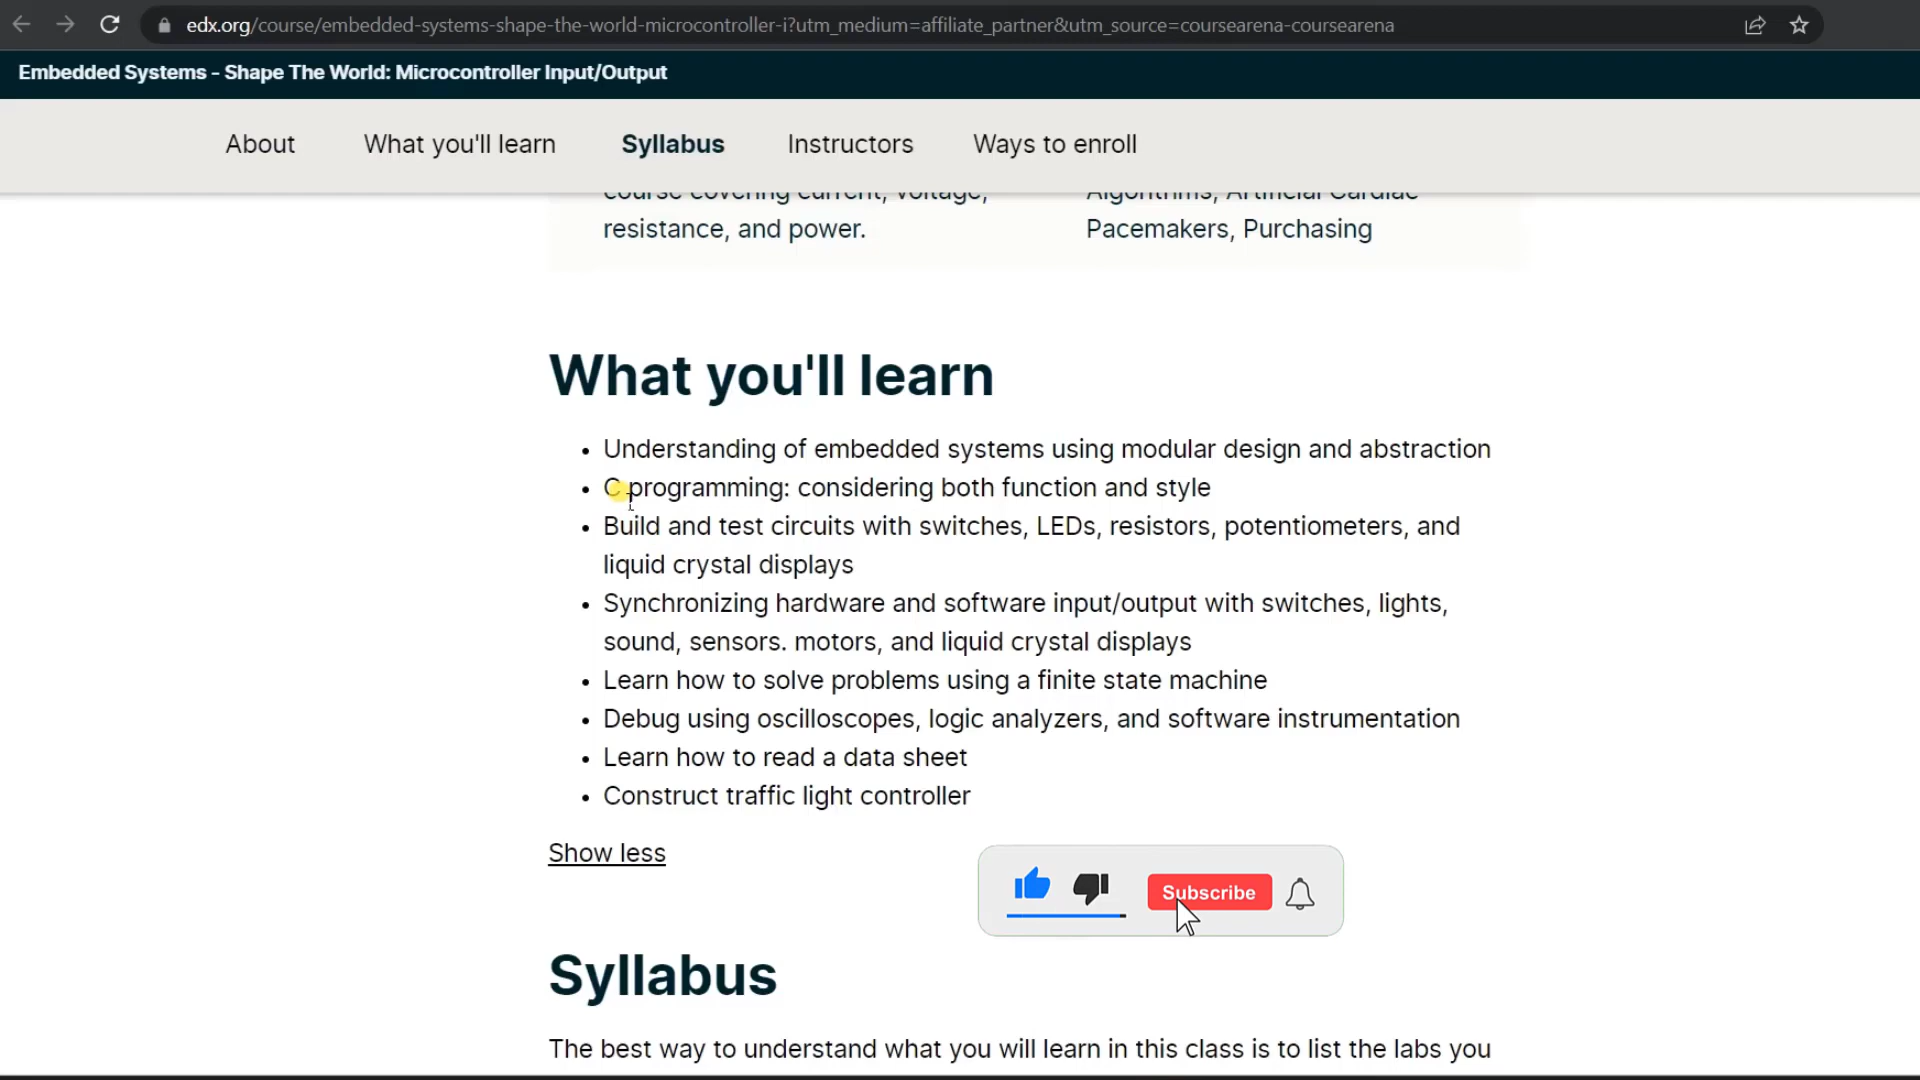 edx.org/course/embedded-systems-shape-the-world-microcontroller-i?utm_medium=affiliate_partner&utm_source=coursearena-coursearena
Embedded Systems - Shape The World: Microcontroller Input/Output
About What you'll learn Syllabus Instructors Ways to enroll
course covering current, voltage,
resistance, and power.
Algorithms, Artificial Cardiac
Pacemakers, Purchasing
What you'll learn
• Understanding of embedded systems using modular design and abstraction
• C programming: considering both function and style
• Build and test circuits with switches, LEDs, resistors, potentiometers, and
liquid crystal displays
• Synchronizing hardware and software input/output with switches, lights,
sound, sensors. motors, and liquid crystal displays
• Learn how to solve problems using a finite state machine
• Debug using oscilloscopes, logic analyzers, and software instrumentation
• Learn how to read a data sheet
• Construct traffic light controller
Show less
Subscribe
Syllabus
The best way to understand what you will learn in this class is to list the labs you